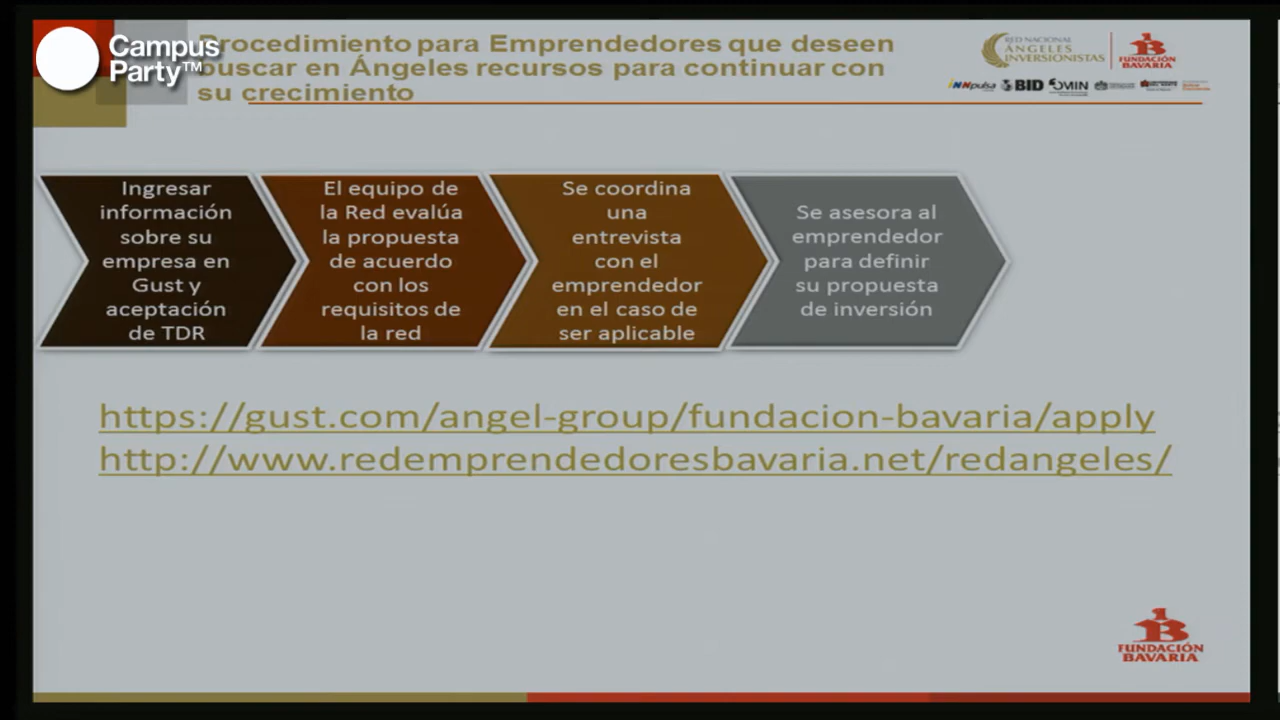 Campus
Party™
Procedimiento para Emprendedores que deseen
buscar en Ángeles recursos para continuar con
su crecimiento
RED NACIONAL
ÁNGELES
INVERSIONISTAS
FUNDACIÓN
BAVARIA
iNNpulsa
BID
Ingresar
información
sobre su
empresa en
Gust y
aceptación
de TDR
El equipo de
la Red evalúa
la propuesta
de acuerdo
con los
requisitos de
la red
Se coordina
una
entrevista
con el
emprendedor
en el caso de
ser aplicable
Se asesora al
emprendedor
para definir
su propuesta
de inversión
https://gust.com/angel-group/fundacion-bavaria/apply
http://www.redemprendedoresbavaria.net/redangeles/
FUNDACIÓN
BAVARIA